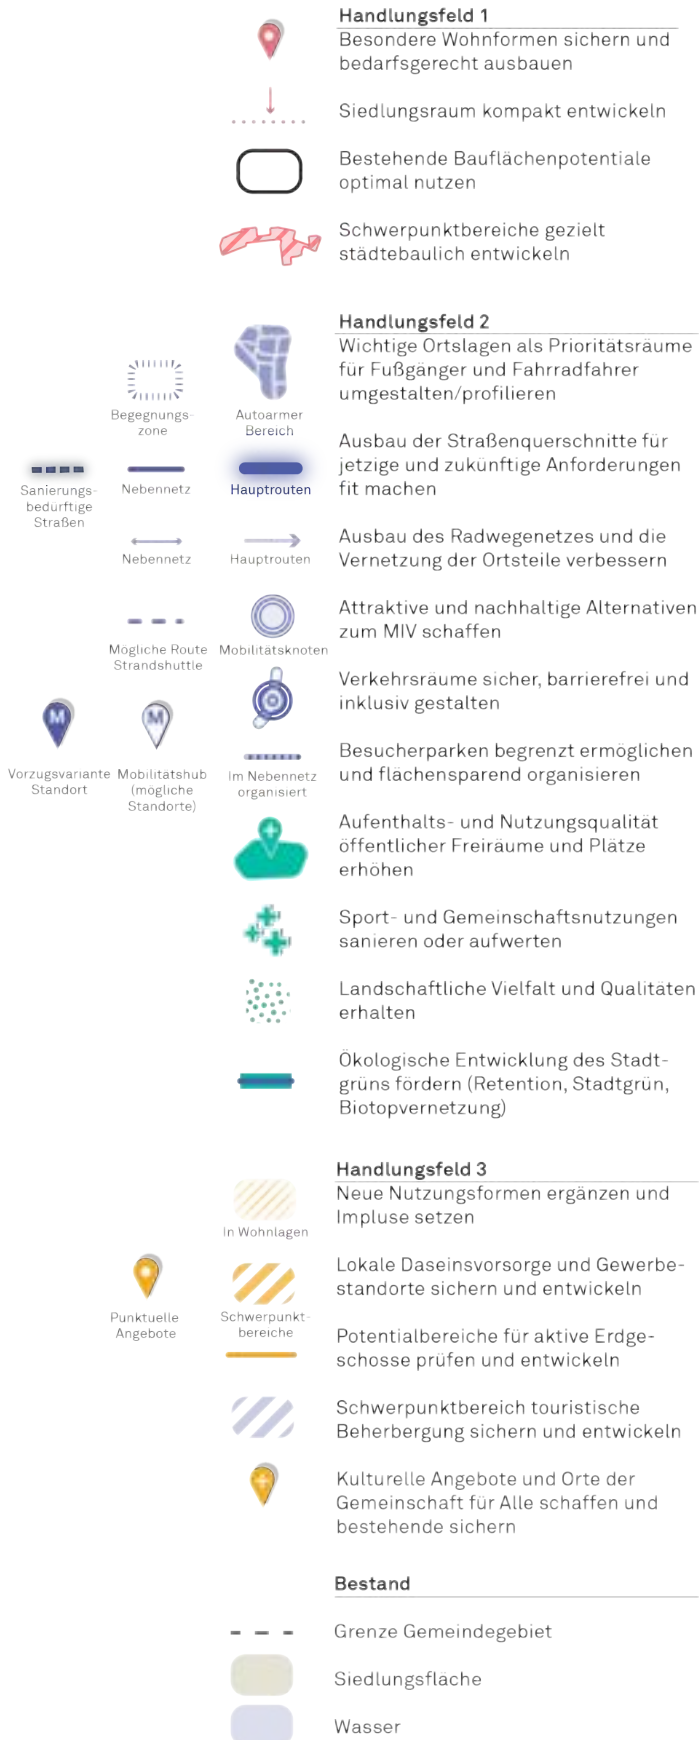 Handlungsfeld 1
Besondere Wohnformen sichern und
bedarfsgerecht ausbauen
Siedlungsraum kompakt entwickeln
Bestehende Bauflächenpotentiale
optimal nutzen
Schwerpunktbereiche gezielt
städtebaulich entwickeln
Handlungsfeld 2
Wichtige Ortslagen als Prioritätsräume
für Fußgänger und Fahrradfahrer
umgestalten/profilieren
Begegnungs-
zone
Autoarmer
Bereich
Ausbau der Straßenquerschnitte für
jetzige und zukünftige Anforderungen
fit machen
Sanierungs-
bedürftige
Straßen
Nebennetz
Hauptrouten
Ausbau des Radwegenetzes und die
Vernetzung der Ortsteile verbessern
Nebennetz
Hauptrouten
Attraktive und nachhaltige Alternativen
zum MIV schaffen
Mögliche Route
Strandshuttle
Mobilitätsknoten
Verkehrsräume sicher, barrierefrei und
inklusiv gestalten
M
M
Vorzugsvariante
Standort
Mobilitätshub
(mögliche
Standorte)
Im Nebennetz
organisiert
Besucherparken begrenzt ermöglichen
und flächensparend organisieren
Aufenthalts- und Nutzungsqualität
öffentlicher Freiräume und Plätze
erhöhen
Sport- und Gemeinschaftsnutzungen
sanieren oder aufwerten
Landschaftliche Vielfalt und Qualitäten
erhalten
Ökologische Entwicklung des Stadt-
grüns fördern (Retention, Stadtgrün,
Biotopvernetzung)
Handlungsfeld 3
Neue Nutzungsformen ergänzen und
Impluse setzen
In Wohnlagen
Lokale Daseinsvorsorge und Gewerbe-
standorte sichern und entwickeln
Punktuelle
Angebote
Schwerpunkt-
bereiche
Potentialbereiche für aktive Erdge-
schosse prüfen und entwickeln
Schwerpunktbereich touristische
Beherbergung sichern und entwickeln
Kulturelle Angebote und Orte der
Gemeinschaft für Alle schaffen und
bestehende sichern
Bestand
Grenze Gemeindegebiet
Siedlungsfläche
Wasser